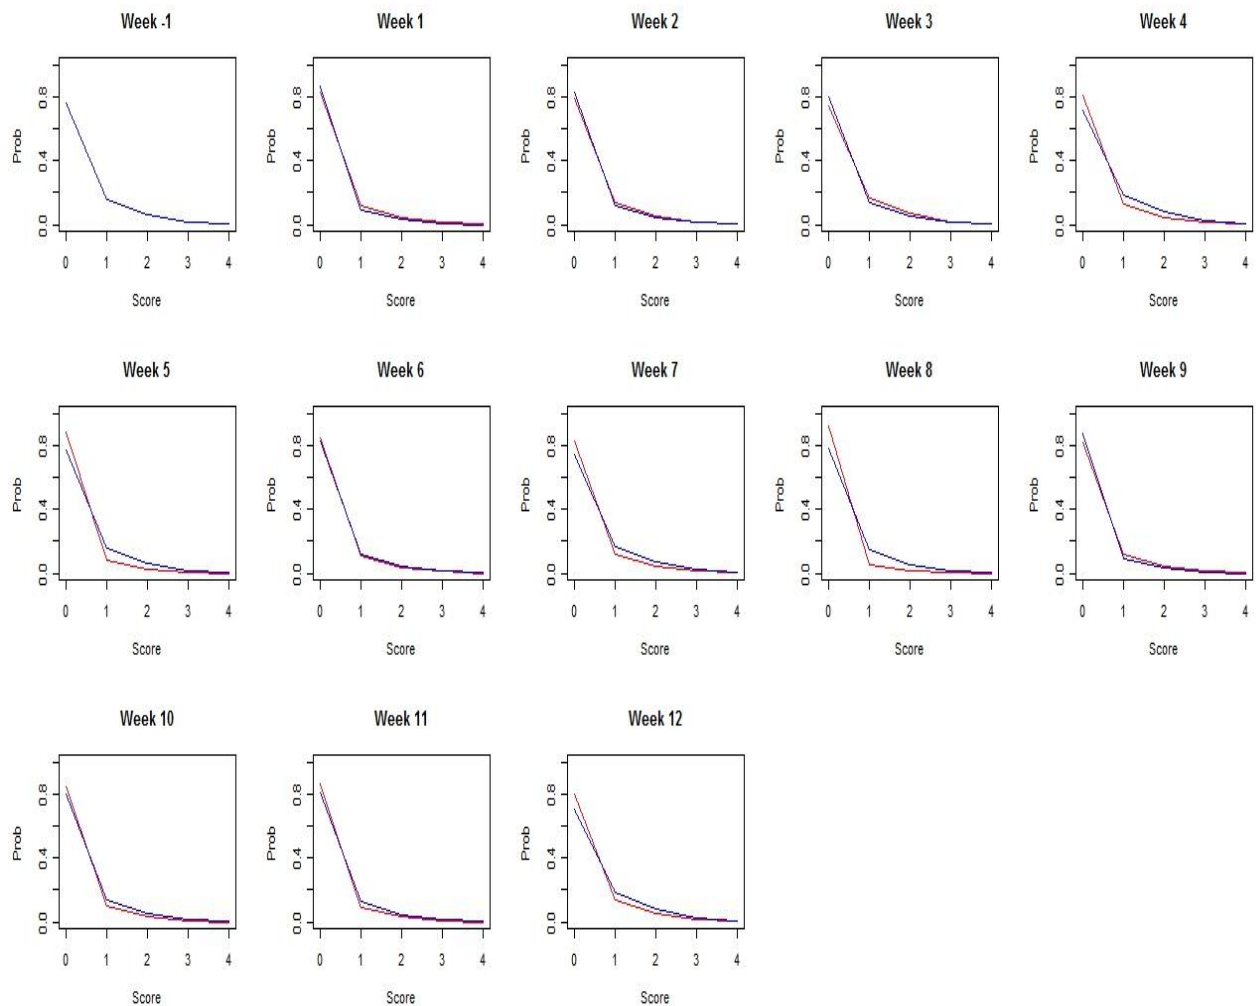 Week -1
Prob
0.0 0.4 0.8
0 1 2 3 4
Score
Week 1
Prob
0.0 0.4 0.8
0 1 2 3 4
Score
Week 2
Prob
0.0 0.4 0.8
0 1 2 3 4
Score
Week 3
Prob
0.0 0.4 0.8
0 1 2 3 4
Score
Week 4
Prob
0.0 0.4 0.8
0 1 2 3 4
Score
Week 5
Prob
0.0 0.4 0.8
0 1 2 3 4
Score
Week 6
Prob
0.0 0.4 0.8
0 1 2 3 4
Score
Week 7
Prob
0.0 0.4 0.8
0 1 2 3 4
Score
Week 8
Prob
0.0 0.4 0.8
0 1 2 3 4
Score
Week 9
Prob
0.0 0.4 0.8
0 1 2 3 4
Score
Week 10
Prob
0.0 0.4 0.8
0 1 2 3 4
Score
Week 11
Prob
0.0 0.4 0.8
0 1 2 3 4
Score
Week 12
Prob
0.0 0.4 0.8
0 1 2 3 4
Score